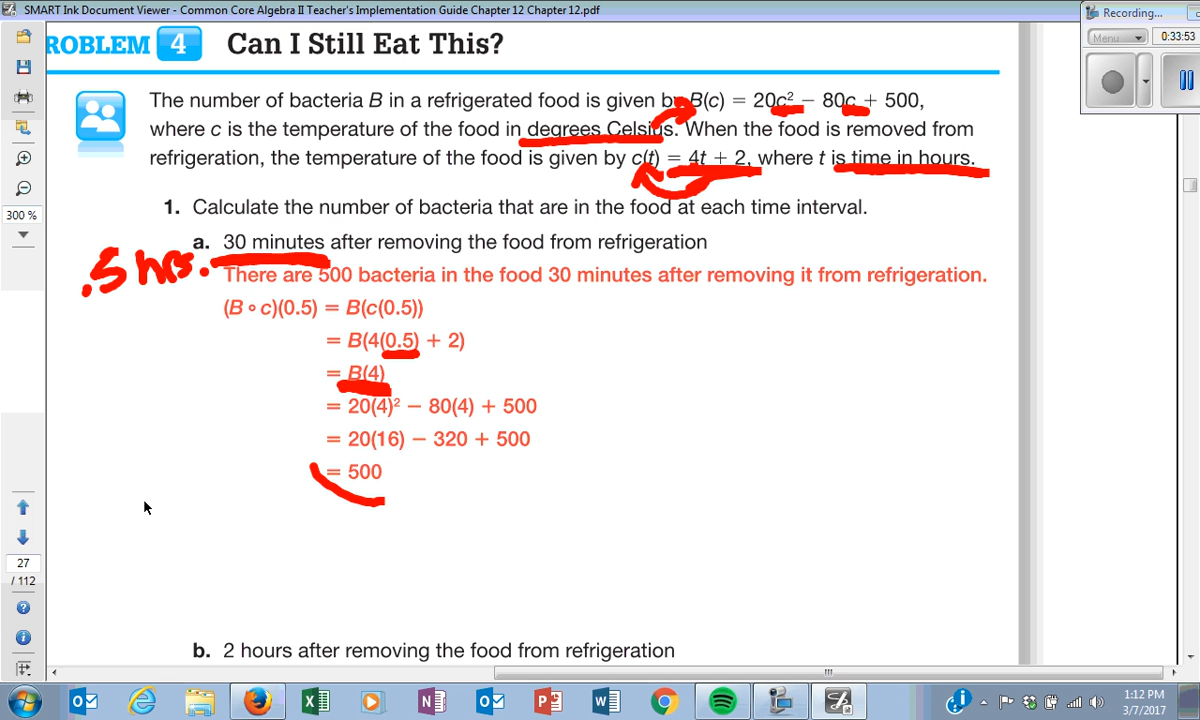 SMART Ink Document Viewer - Common Core Algebra II Teacher's Implementation Guide Chapter 12 Chapter 12.pdf
Recording...
Menu
0:33:53
ROBLEM 4 Can I Still Eat This?
The number of bacteria B in a refrigerated food is given by B(c) = 20c² − 80c + 500,
where c is the temperature of the food in degrees Celsius. When the food is removed from
refrigeration, the temperature of the food is given by c(t) = 4t + 2, where t is time in hours.
1. Calculate the number of bacteria that are in the food at each time interval.
a. 30 minutes after removing the food from refrigeration
.5 hrs.
There are 500 bacteria in the food 30 minutes after removing it from refrigeration.
(B ∘ c)(0.5) = B(c(0.5))
= B(4(0.5) + 2)
= B(4)
= 20(4)² − 80(4) + 500
= 20(16) − 320 + 500
= 500
b. 2 hours after removing the food from refrigeration
300 %
27
/ 112
1:12 PM
3/7/2017